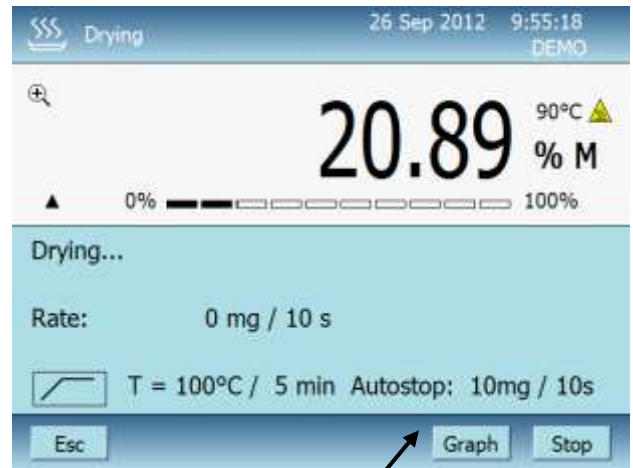 Drying 26 Sep 2012 9:55:18
DEMO
90°C
20.89 % M
0% 100%
Drying...
Rate: 0 mg / 10 s
T = 100°C / 5 min Autostop: 10mg / 10s
Esc Graph Stop